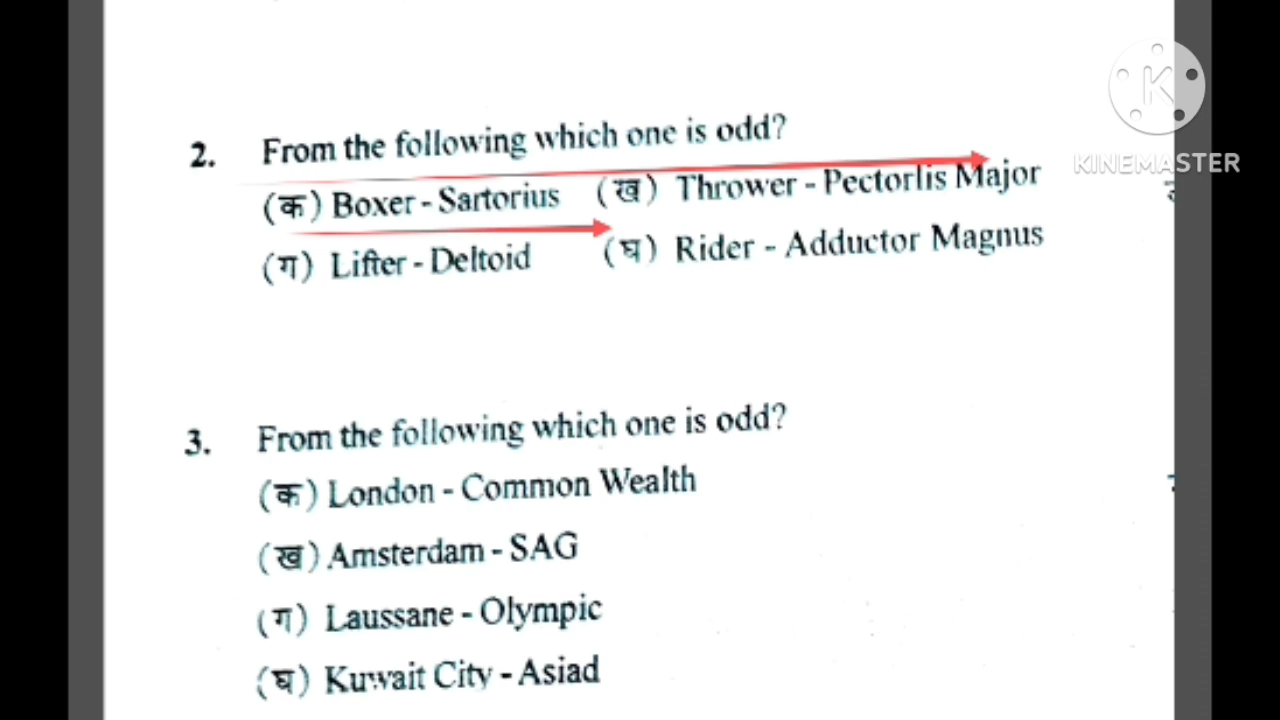 KINEMASTER
2. From the following which one is odd?
(क) Boxer - Sartorius (ख) Thrower - Pectorlis Major
(ग) Lifter - Deltoid (घ) Rider - Adductor Magnus
3. From the following which one is odd?
(क) London - Common Wealth
(ख) Amsterdam - SAG
(ग) Laussane - Olympic
(घ) Kuwait City - Asiad